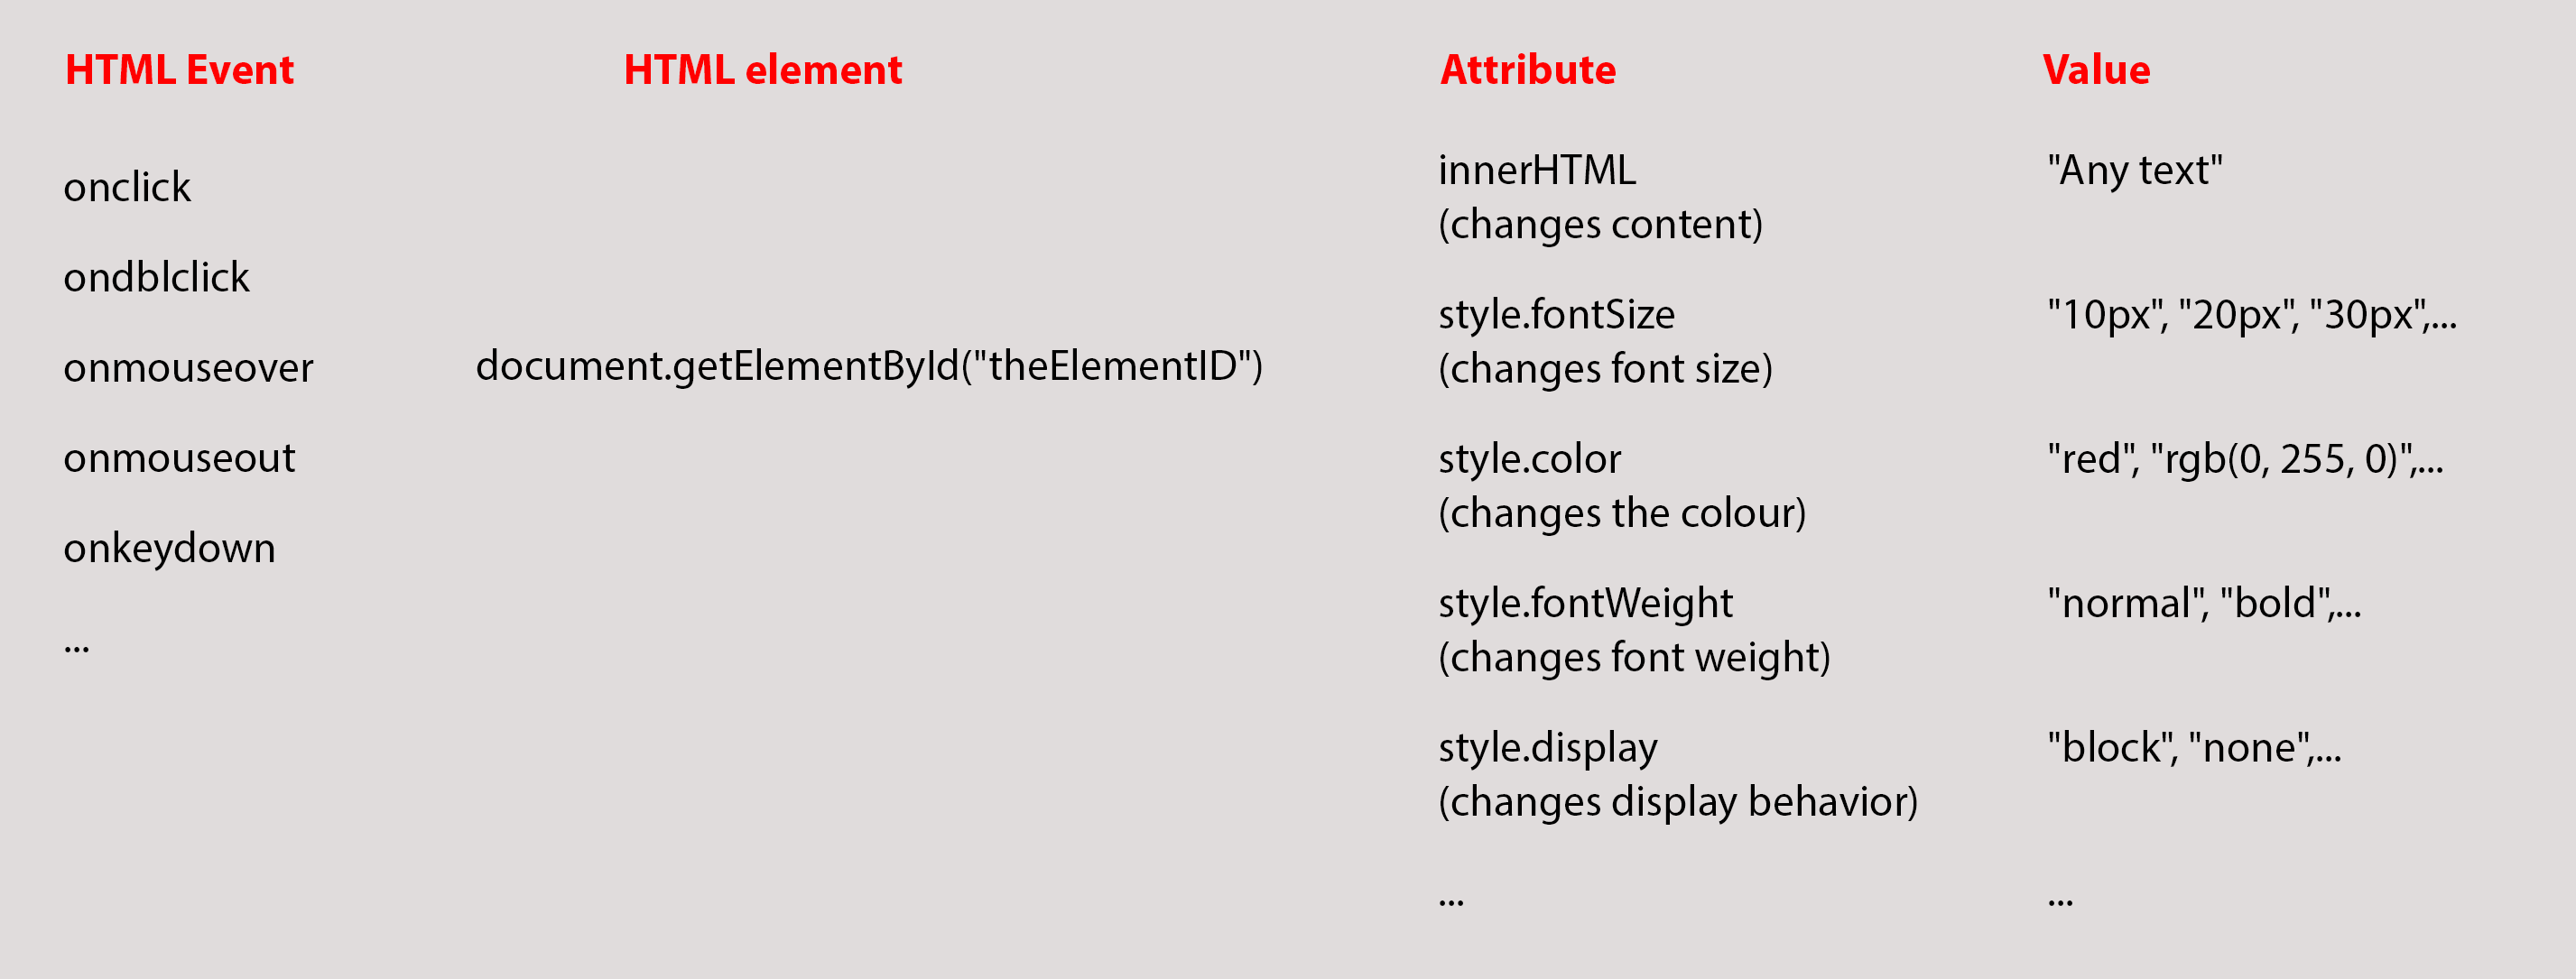 HTML Event
HTML element
Attribute
Value
onclick
ondblclick
onmouseover
onmouseout
onkeydown
...
document.getElementById("theElementID")
innerHTML
(changes content)
style.fontSize
(changes font size)
style.color
(changes the colour)
style.fontWeight
(changes font weight)
style.display
(changes display behavior)
...
"Any text"
"10px", "20px", "30px",...
"red", "rgb(0, 255, 0)",...
"normal", "bold",...
"block", "none",...
...